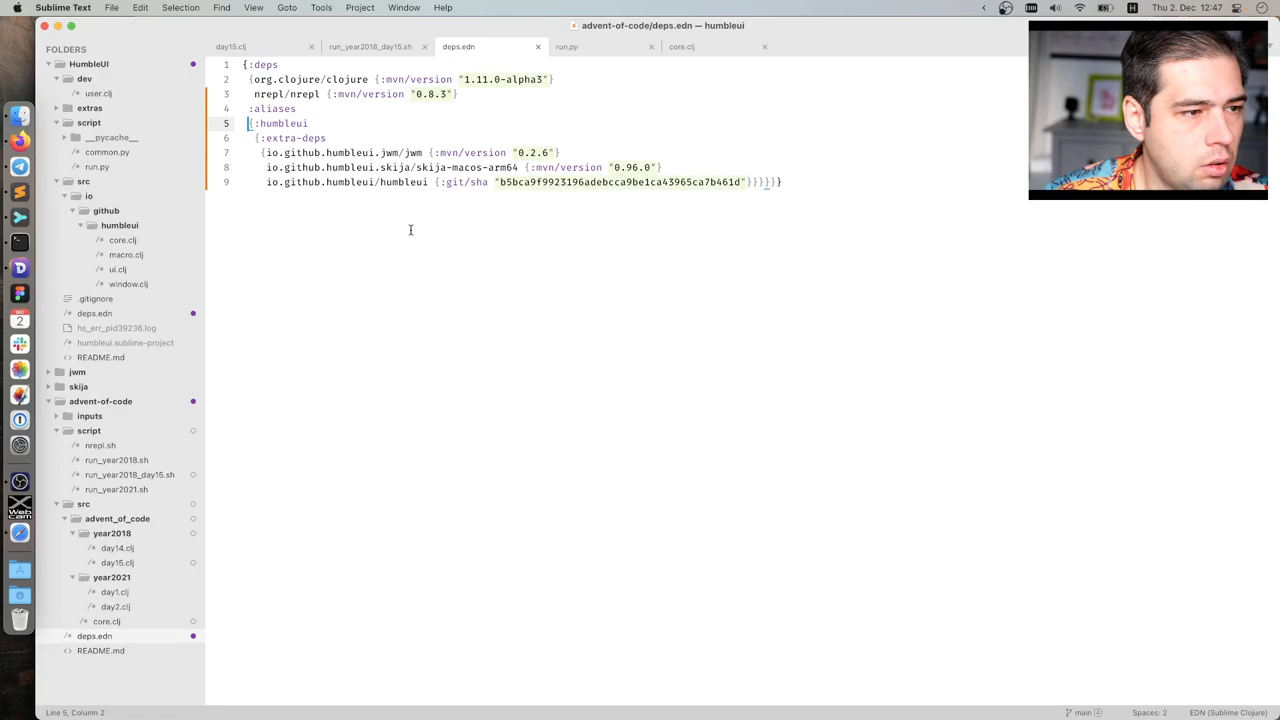 Sublime Text File Edit Selection Find View Goto Tools Project Window Help
Thu 2. Dec 12:47
advent-of-code/deps.edn — humbleui
day15.clj run_year2018_day15.sh deps.edn run.py core.clj
FOLDERS
HumbleUI
dev
user.clj
extras
script
__pycache__
common.py
run.py
src
io
github
humbleui
core.clj
macro.clj
ui.clj
window.clj
.gitignore
deps.edn
hs_err_pid39236.log
humbleui.sublime-project
README.md
jwm
skija
advent-of-code
inputs
script
nrepl.sh
run_year2018.sh
run_year2018_day15.sh
run_year2021.sh
src
advent_of_code
year2018
day14.clj
day15.clj
year2021
day1.clj
day2.clj
core.clj
deps.edn
README.md
1 {:deps
2 {org.clojure/clojure {:mvn/version "1.11.0-alpha3"}
3 nrepl/nrepl {:mvn/version "0.8.3"}
4 :aliases
5 {:humbleui
6 {:extra-deps
7 {io.github.humbleui.jwm/jwm {:mvn/version "0.2.6"}
8 io.github.humbleui.skija/skija-macos-arm64 {:mvn/version "0.96.0"}
9 io.github.humbleui/humbleui {:git/sha "b5bca9f9923196adebcca9be1ca43965ca7b461d"}}}}}}
DEC
2
Web
cam
Line 5, Column 2
main 4 Spaces: 2 EDN (Sublime Clojure)